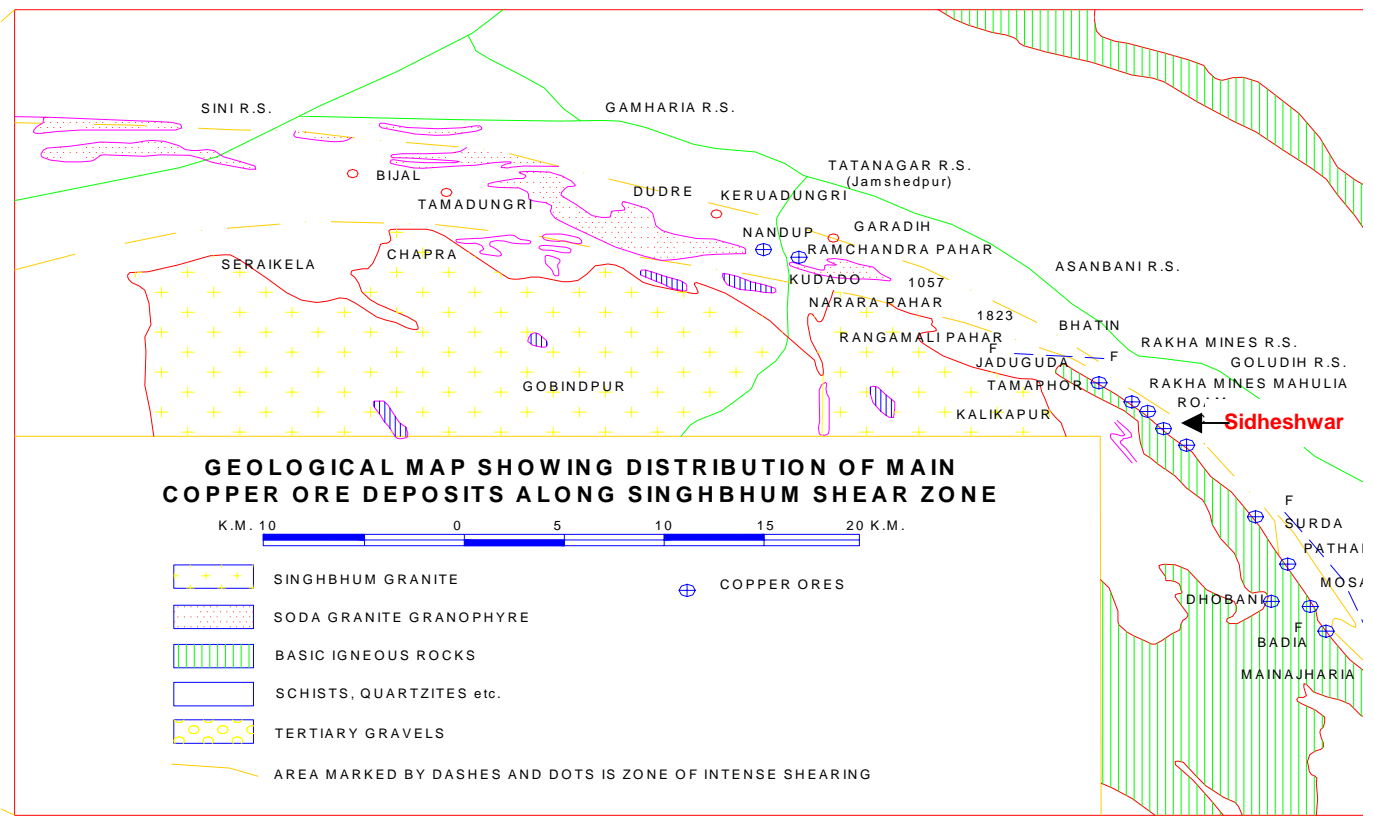 SINI R.S.
GAMHARIA R.S.
TATANAGAR R.S.
(Jamshedpur)
BIJAL
DUDRE
KERUADUNGRI
TAMADUNGRI
GARADIH
NANDUP
RAMCHANDRA PAHAR
CHAPRA
SERAIKELA
ASANBANI R.S.
KUDADO
1057
NARARA PAHAR
1823
BHATIN
RANGAMALI PAHAR
RAKHA MINES R.S.
F
F
JADUGUDA
GOLUDIH R.S.
TAMAPHOR
RAKHA MINES MAHULIA
GOBINDPUR
KALIKAPUR
Sidheshwar
GEOLOGICAL MAP SHOWING DISTRIBUTION OF MAIN
COPPER ORE DEPOSITS ALONG SINGHBHUM SHEAR ZONE
K.M. 10 0 5 10 15 20 K.M.
F
SURDA
SINGHBHUM GRANITE
COPPER ORES
SODA GRANITE GRANOPHYRE
BASIC IGNEOUS ROCKS
SCHISTS, QUARTZITES etc.
TERTIARY GRAVELS
AREA MARKED BY DASHES AND DOTS IS ZONE OF INTENSE SHEARING
DHOBANI
F
BADIA
MAINAJHARIA